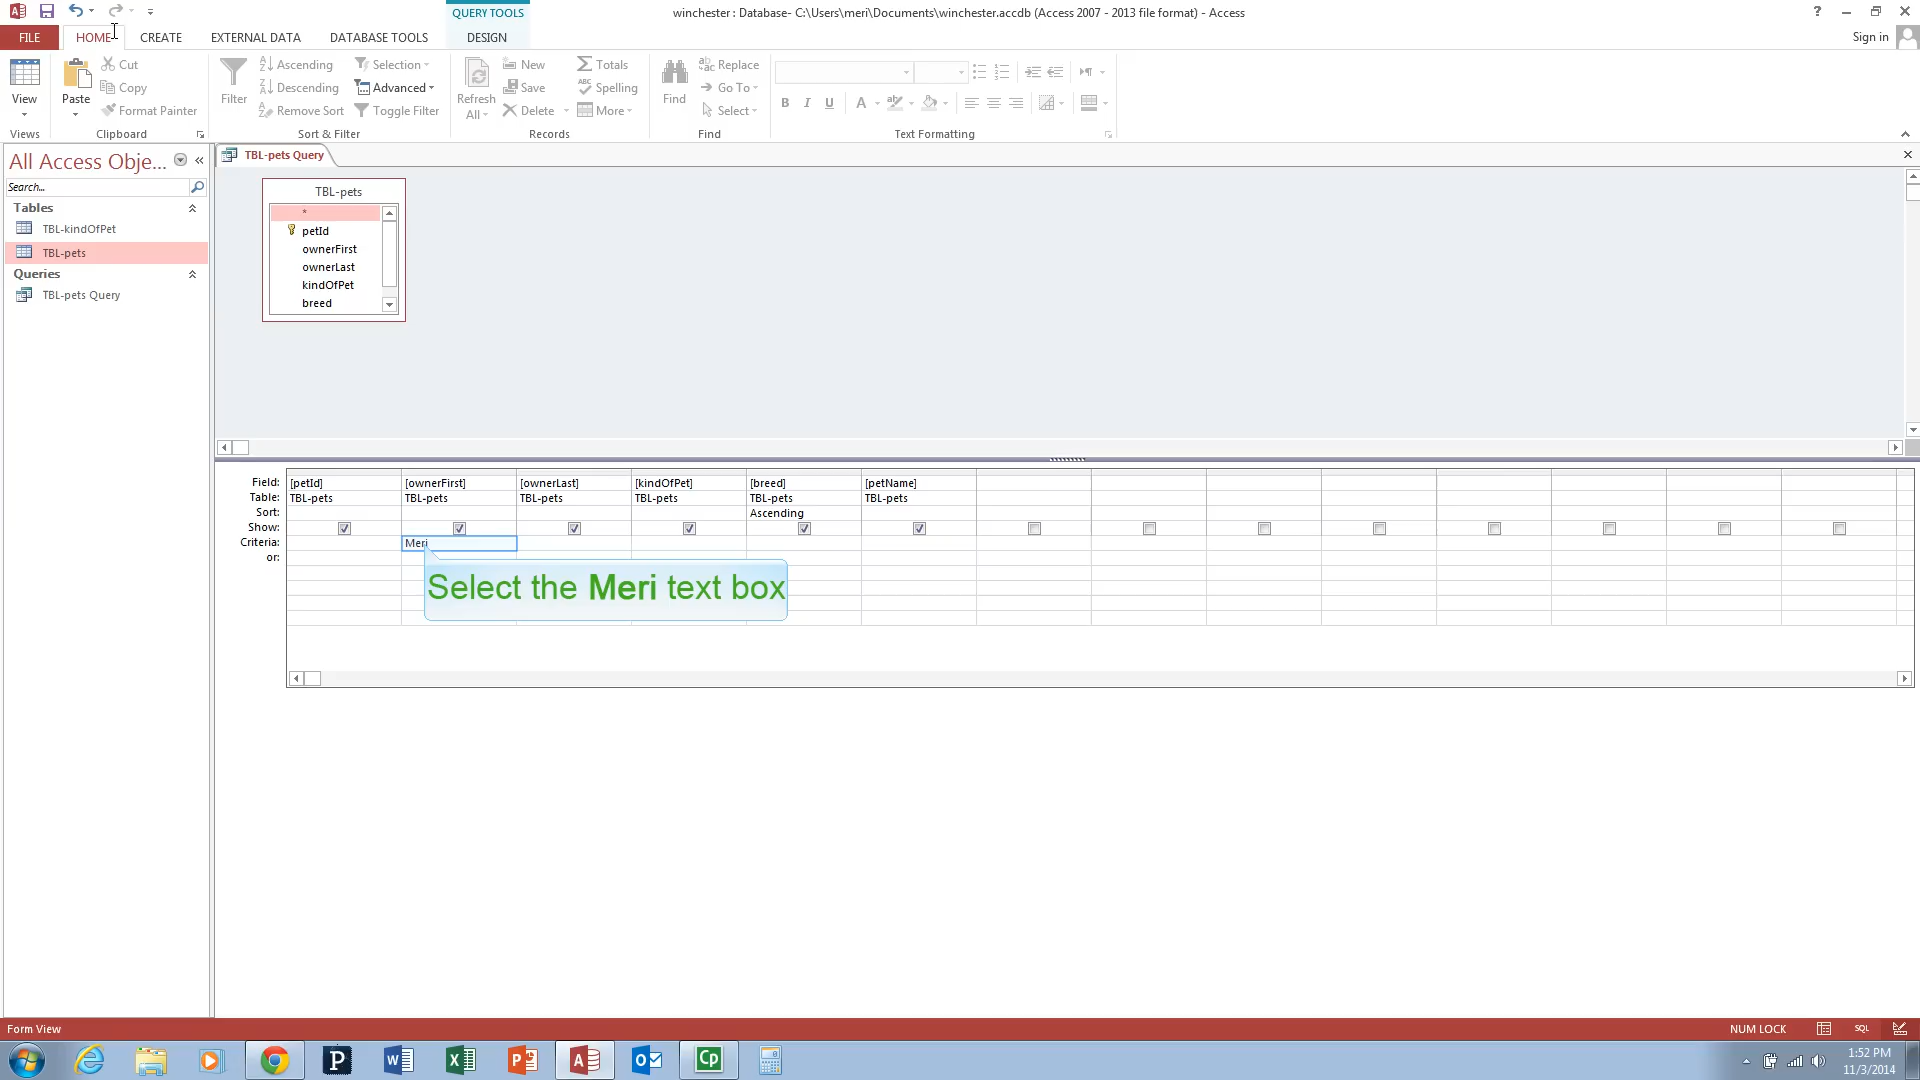 QUERY TOOLS
winchester : Database- C:\Users\meri\Documents\winchester.accdb (Access 2007 - 2013 file format) - Access
?
FILE HOME CREATE EXTERNAL DATA DATABASE TOOLS DESIGN
Sign in
View
Views
Paste
Cut
Copy
Format Painter
Clipboard
Filter
Ascending
Descending
Remove Sort
Selection
Advanced
Toggle Filter
Sort & Filter
Refresh
All
New
Save
Delete
Totals
Spelling
More
Records
Find
Replace
Go To
Select
Find
B I U A
Text Formatting
All Access Obje...
Search...
Tables
TBL-kindOfPet
TBL-pets
Queries
TBL-pets Query
TBL-pets Query
TBL-pets
*
petId
ownerFirst
ownerLast
kindOfPet
breed
Field: [petId] [ownerFirst] [ownerLast] [kindOfPet] [breed] [petName]
Table: TBL-pets TBL-pets TBL-pets TBL-pets TBL-pets TBL-pets
Sort: Ascending
Show:
Criteria: Meri
or:
Select the Meri text box
Form View
NUM LOCK
SQL
1:52 PM
11/3/2014